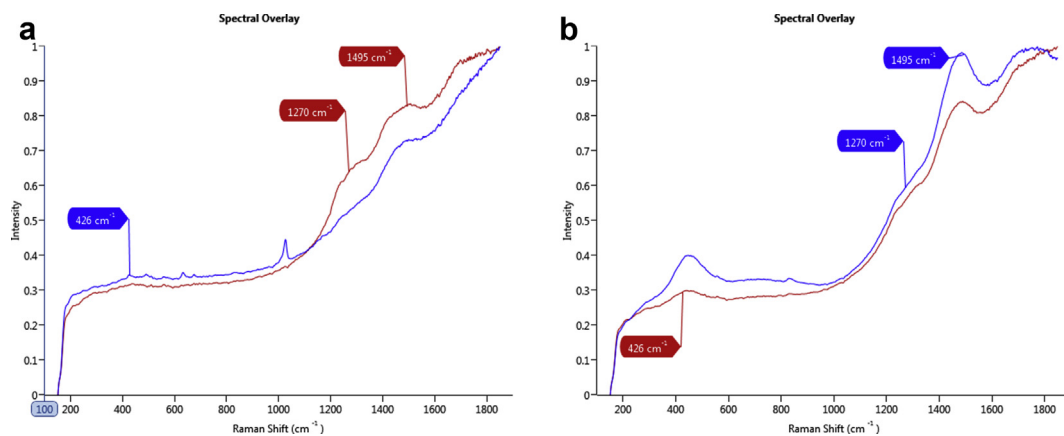 a
Spectral Overlay
1
0.9
0.8
0.7
0.6
0.5
0.4
0.3
0.2
0.1
0
Intensity
1495 cm⁻¹
1270 cm⁻¹
426 cm⁻¹
100 200 400 600 800 1000 1200 1400 1600 1800
Raman Shift (cm⁻¹)
b
Spectral Overlay
1
0.9
0.8
0.7
0.6
0.5
0.4
0.3
0.2
0.1
0
Intensity
1495 cm⁻¹
1270 cm⁻¹
426 cm⁻¹
200 400 600 800 1000 1200 1400 1600 1800
Raman Shift (cm⁻¹)